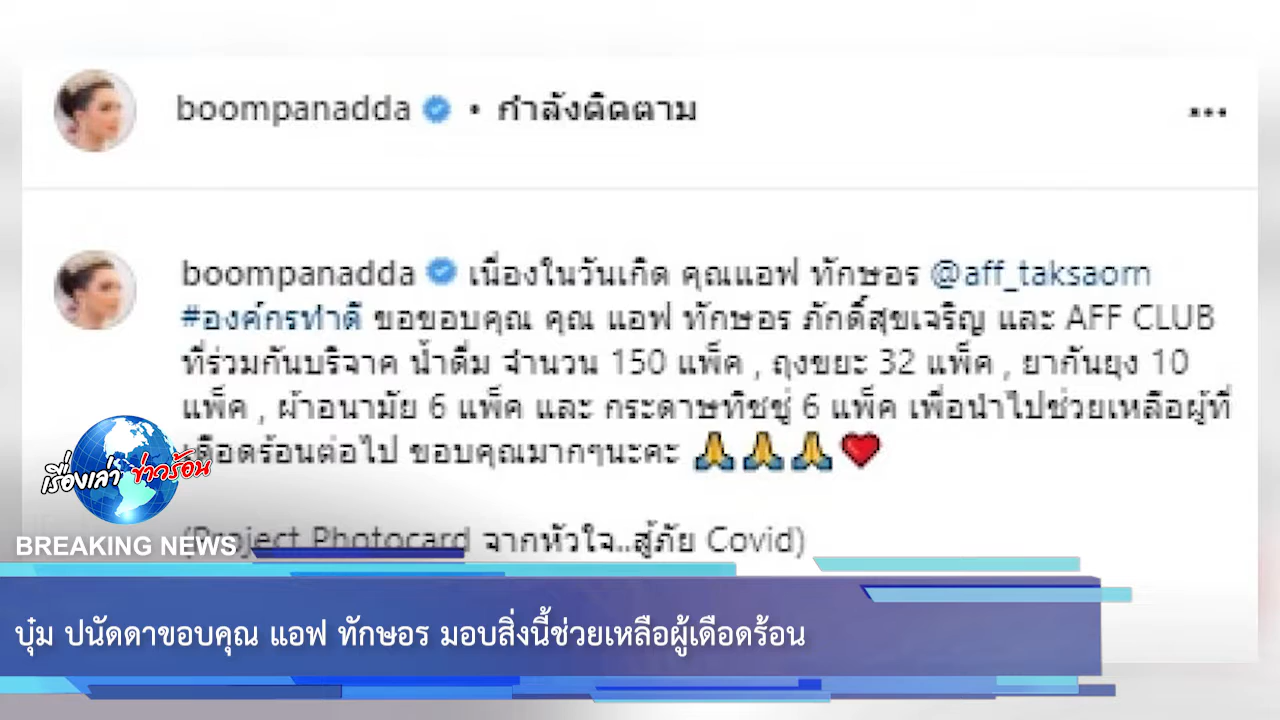 boompanadda • กำลังติดตาม
boompanadda เนื่องในวันเกิด คุณแอฟ ทักษอร @aff_taksaorn
#องค์กรทำดี ขอขอบคุณ คุณ แอฟ ทักษอร ภักดิ์สุขเจริญ และ AFF CLUB
ที่ร่วมกันบริจาค น้ำดื่ม จำนวน 150 แพ็ค , ถุงขยะ 32 แพ็ค , ยากันยุง 10
แพ็ค , ผ้าอนามัย 6 แพ็ค และ กระดาษทิชชู่ 6 แพ็ค เพื่อนำไปช่วยเหลือผู้ที่
เดือดร้อนต่อไป ขอบคุณมากๆนะคะ 🙏🙏🙏❤️
เรื่องเล่า ข่าวร้อน
(Project Photocard จากหัวใจ..สู้ภัย Covid)
BREAKING NEWS
บุ๋ม ปนัดดาขอบคุณ แอฟ ทักษอร มอบสิ่งนี้ช่วยเหลือผู้เดือดร้อน